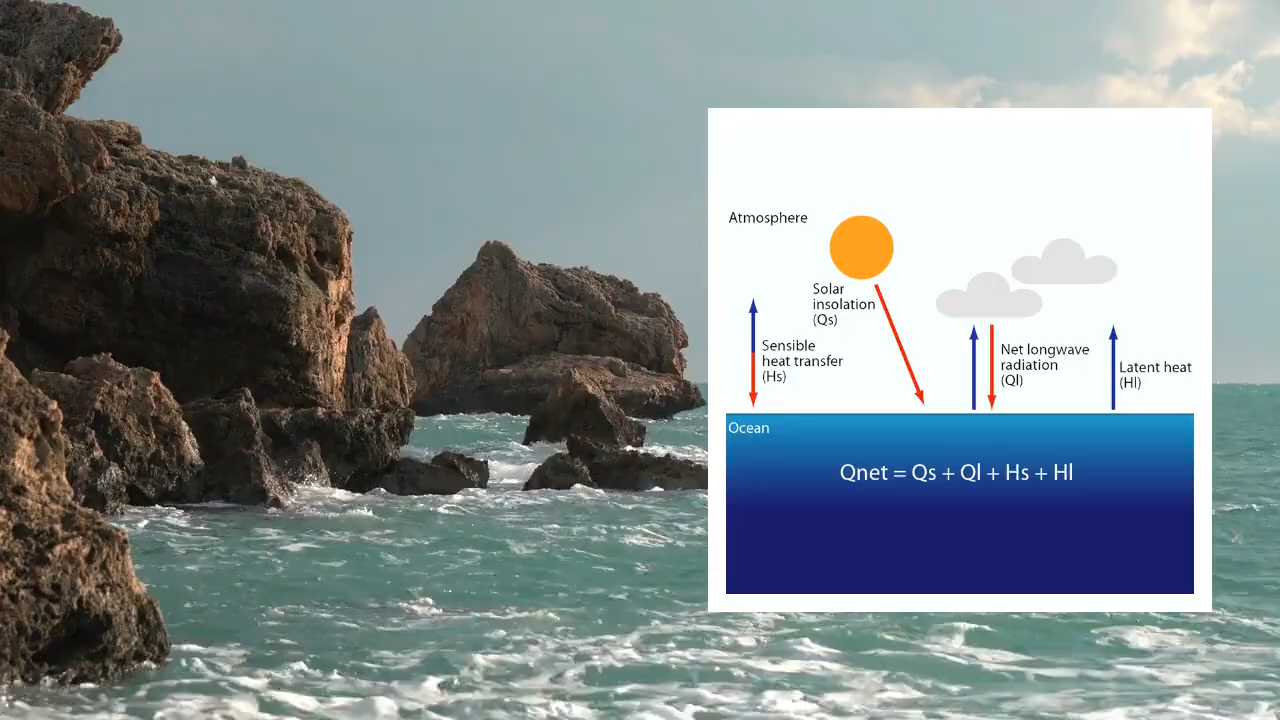 Atmosphere
Solar
insolation
(Qs)
Sensible
heat transfer
(Hs)
Net longwave
radiation
(Ql)
Latent heat
(Hl)
Ocean
Qnet = Qs + Ql + Hs + Hl